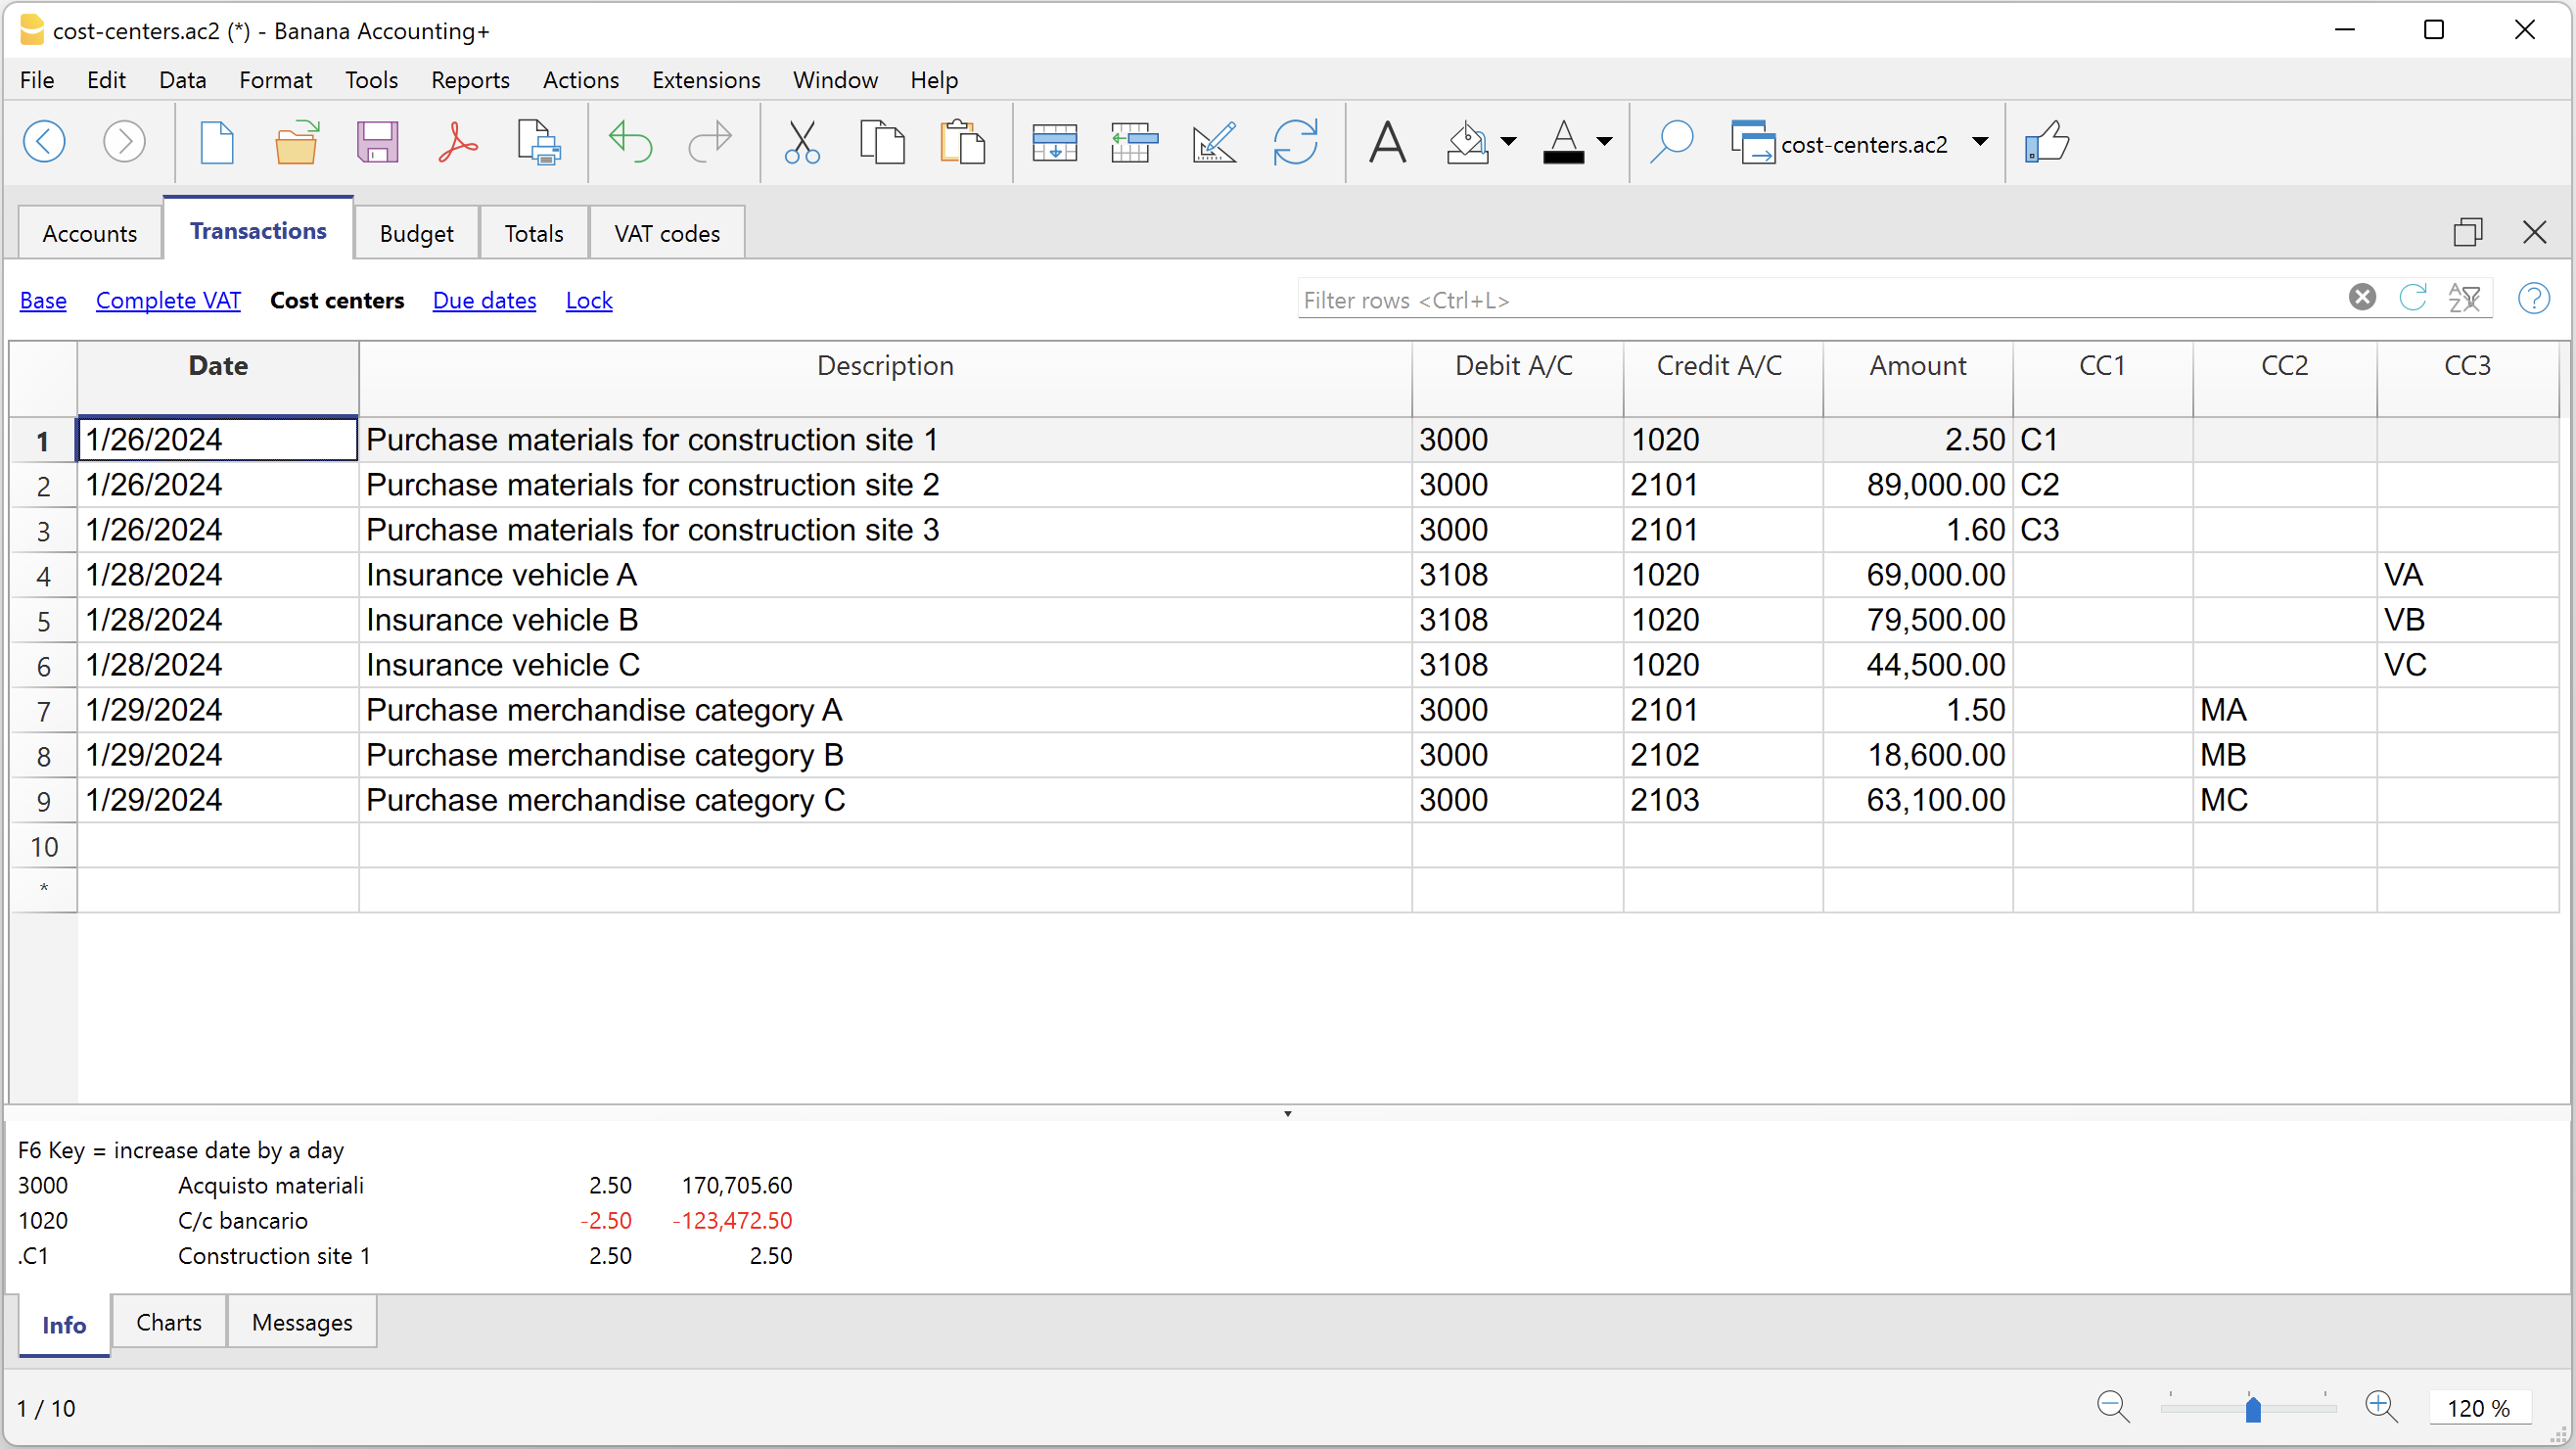 cost-centers.ac2 (*) - Banana Accounting+
File Edit Data Format Tools Reports Actions Extensions Window Help
cost-centers.ac2
Accounts Transactions Budget Totals VAT codes
Base Complete VAT Cost centers Due dates Lock Filter rows <Ctrl+L>
Date Description Debit A/C Credit A/C Amount CC1 CC2 CC3
1 1/26/2024 Purchase materials for construction site 1 3000 1020 2.50 C1
2 1/26/2024 Purchase materials for construction site 2 3000 2101 89,000.00 C2
3 1/26/2024 Purchase materials for construction site 3 3000 2101 1.60 C3
4 1/28/2024 Insurance vehicle A 3108 1020 69,000.00 VA
5 1/28/2024 Insurance vehicle B 3108 1020 79,500.00 VB
6 1/28/2024 Insurance vehicle C 3108 1020 44,500.00 VC
7 1/29/2024 Purchase merchandise category A 3000 2101 1.50 MA
8 1/29/2024 Purchase merchandise category B 3000 2102 18,600.00 MB
9 1/29/2024 Purchase merchandise category C 3000 2103 63,100.00 MC
10
*
F6 Key = increase date by a day
3000 Acquisto materiali 2.50 170,705.60
1020 C/c bancario -2.50 -123,472.50
.C1 Construction site 1 2.50 2.50
Info Charts Messages
1 / 10 120 %